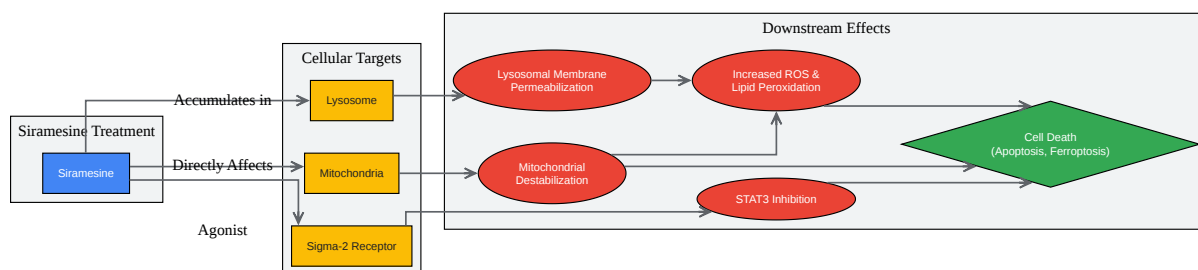 Downstream Effects
Cellular Targets
Lysosomal Membrane
Permeabilization
Increased ROS &
Lipid Peroxidation
Lysosome
Accumulates in
Siramesine Treatment
Cell Death
(Apoptosis, Ferroptosis)
Directly Affects
Siramesine
Mitochondria
Mitochondrial
Destabilization
STAT3 Inhibition
Agonist
Sigma-2 Receptor